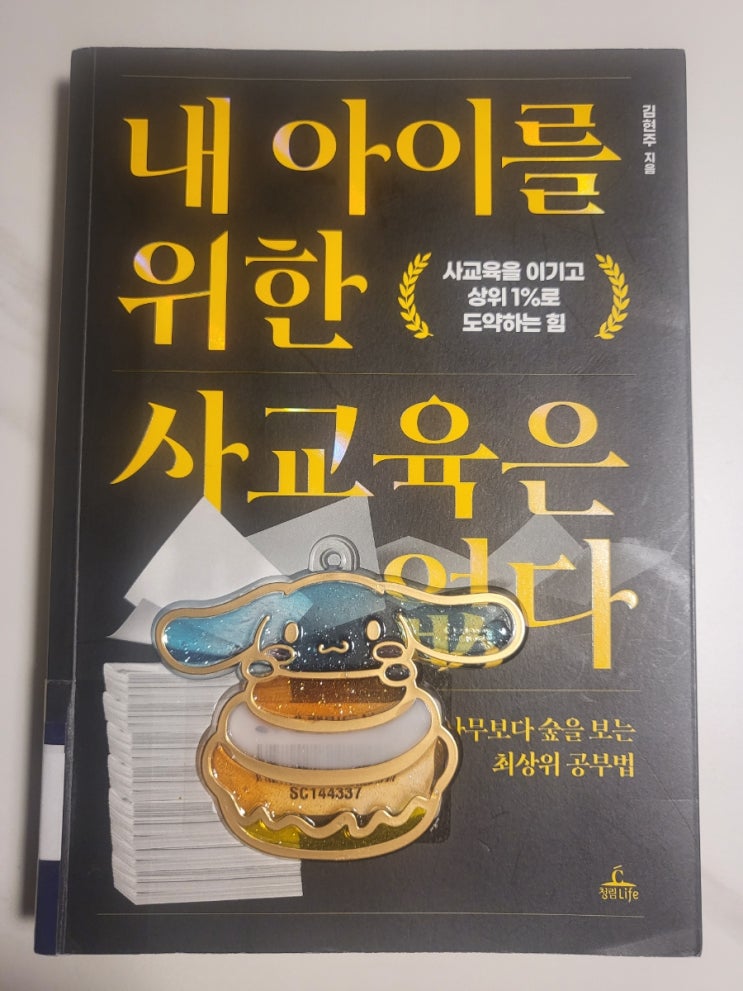 내 아이를
김현주 지음
위한
사교육을 이기고
상위 1%로
도약하는 힘
사교육은
없다
보다 숲을 보는
최상위 공부법
SC144337
청림Life